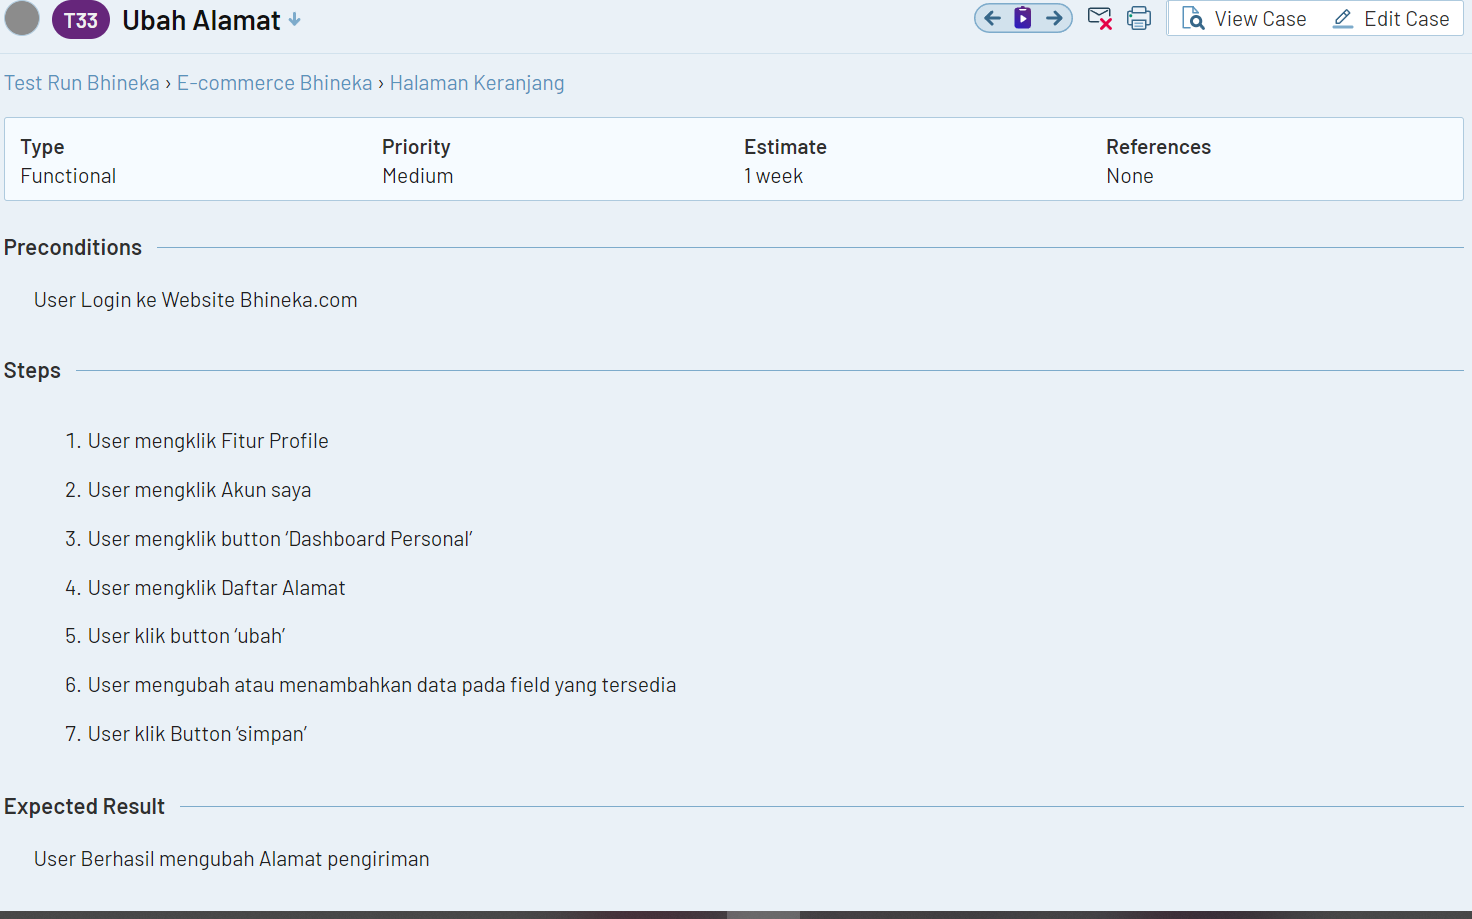 T33 Ubah Alamat
View Case Edit Case
Test Run Bhineka › E-commerce Bhineka › Halaman Keranjang
Type Priority Estimate References
Functional Medium 1 week None
Preconditions
User Login ke Website Bhineka.com
Steps
1. User mengklik Fitur Profile
2. User mengklik Akun saya
3. User mengklik button ‘Dashboard Personal’
4. User mengklik Daftar Alamat
5. User klik button ‘ubah’
6. User mengubah atau menambahkan data pada field yang tersedia
7. User klik Button ‘simpan’
Expected Result
User Berhasil mengubah Alamat pengiriman